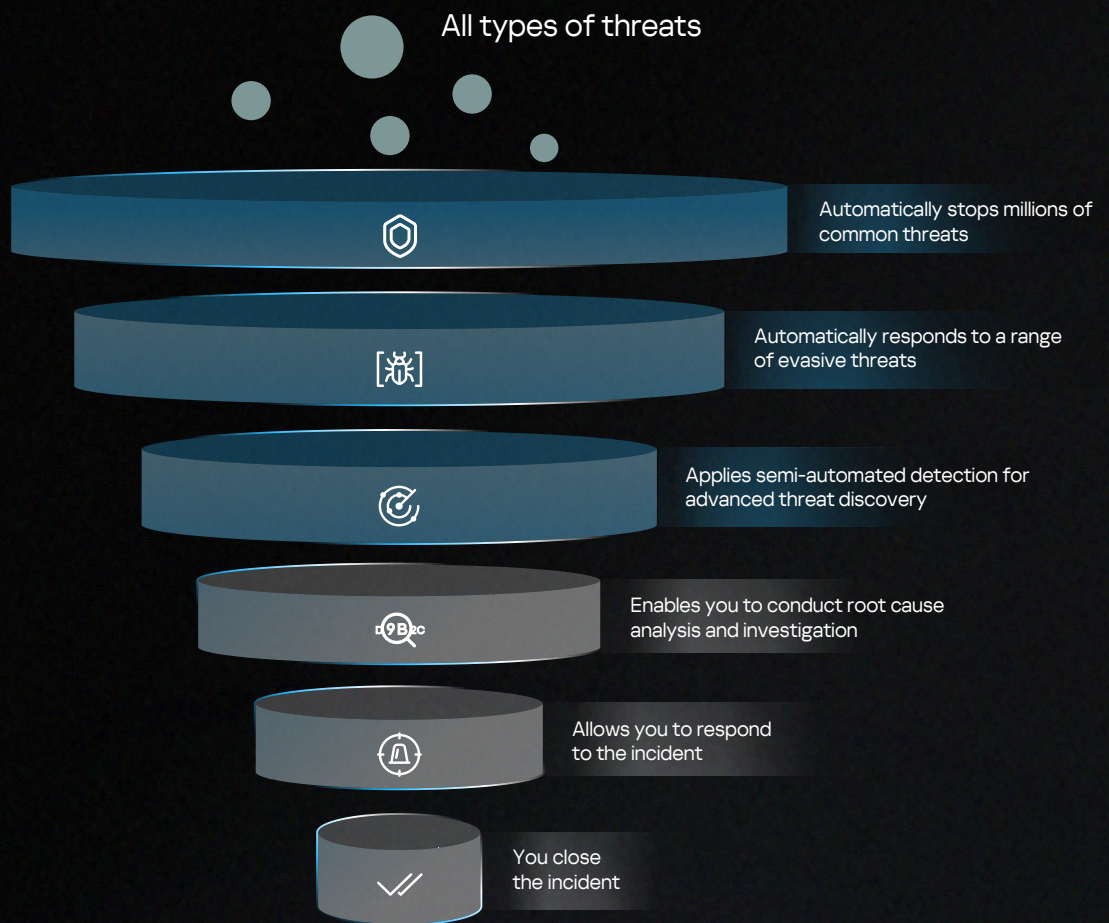 All types of threats
Automatically stops millions of
common threats
Automatically responds to a range
of evasive threats
Applies semi-automated detection for
advanced threat discovery
Enables you to conduct root cause
analysis and investigation
D9B2C
Allows you to respond
to the incident
You close
the incident